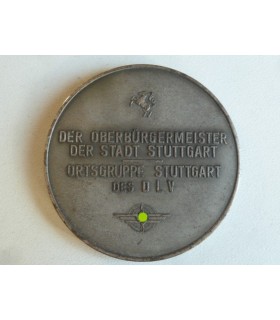 DER OBERBÜRGERMEISTER
DER STADT STUTTGART
ORTSGRUPPE STUTTGART
DES D L V